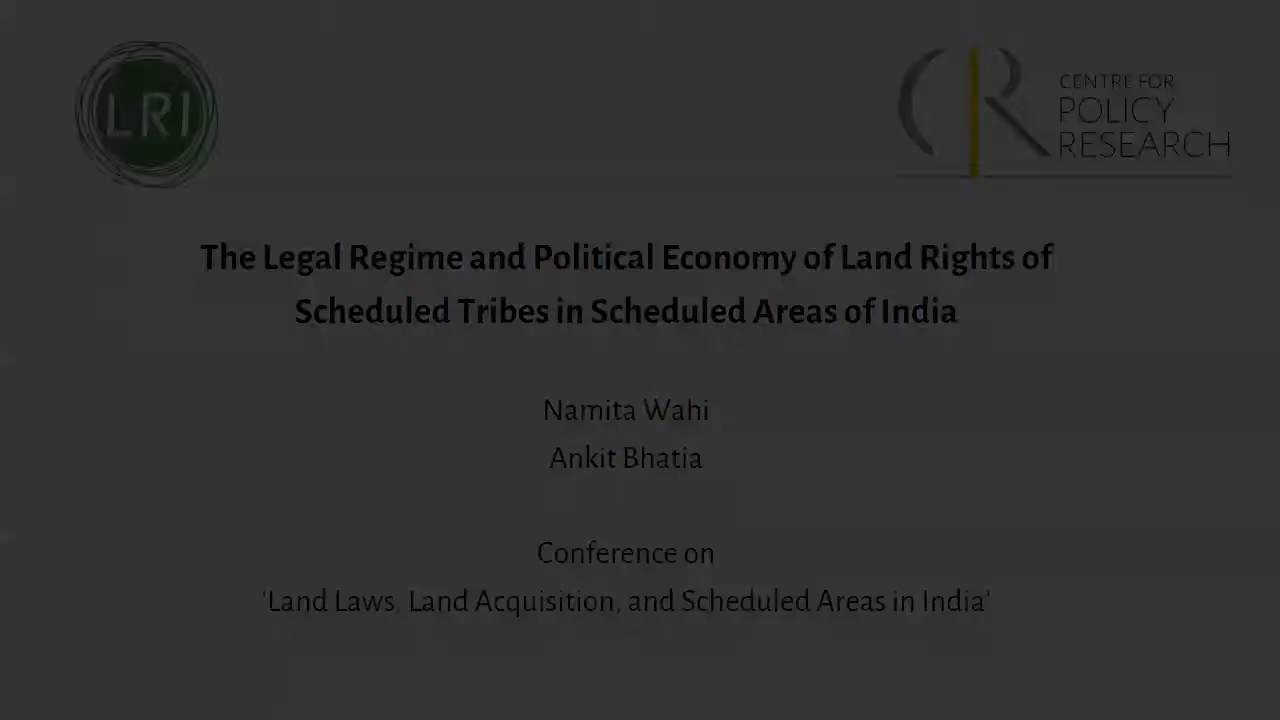 LRI
CENTRE FOR
POLICY
RESEARCH
The Legal Regime and Political Economy of Land Rights of
Scheduled Tribes in Scheduled Areas of India
Namita Wahi
Ankit Bhatia
Conference on
'Land Laws, Land Acquisition, and Scheduled Areas in India'